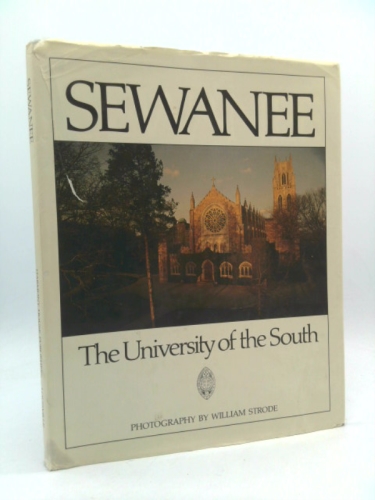 SEWANEE
SEWANEE
The University of the South
PHOTOGRAPHY BY WILLIAM STRODE